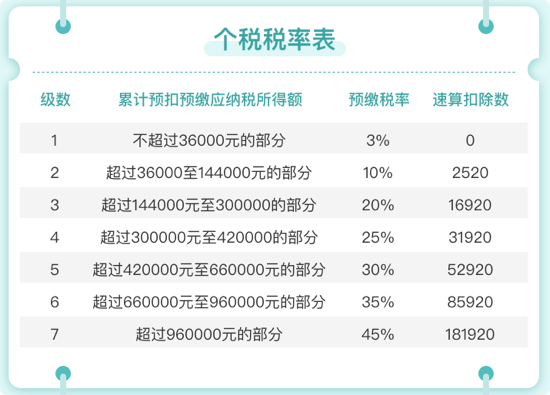 个税税率表
级数 累计预扣预缴应纳税所得额 预缴税率 速算扣除数
1 不超过36000元的部分 3% 0
2 超过36000至144000元的部分 10% 2520
3 超过144000元至300000的部分 20% 16920
4 超过300000元至420000的部分 25% 31920
5 超过420000元至660000元的部分 30% 52920
6 超过660000元至960000元的部分 35% 85920
7 超过960000元的部分 45% 181920